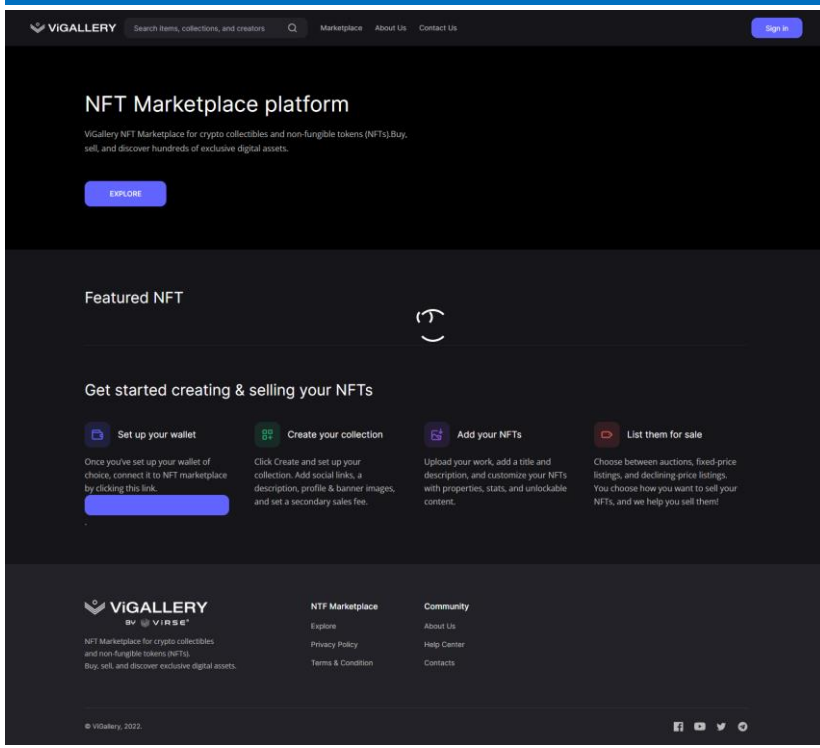 ViGALLERY
Search items, collections, and creators
Marketplace About Us Contact Us
Sign in
NFT Marketplace platform
ViGallery NFT Marketplace for crypto collectibles and non-fungible tokens (NFTs).Buy,
sell, and discover hundreds of exclusive digital assets.
EXPLORE
Featured NFT
Get started creating & selling your NFTs
Set up your wallet
Once you've set up your wallet of
choice, connect it to NFT marketplace
by clicking this link.
.
Create your collection
Click Create and set up your
collection. Add social links, a
description, profile & banner images,
and set a secondary sales fee.
Add your NFTs
Upload your work, add a title and
description, and customize your NFTs
with properties, stats, and unlockable
content.
List them for sale
Choose between auctions, fixed-price
listings, and declining-price listings.
You choose how you want to sell your
NFTs, and we help you sell them!
ViGALLERY
BY VIRSE°
NFT Marketplace for crypto collectibles
and non-fungible tokens (NFTs).
Buy, sell, and discover exclusive digital assets.
NTF Marketplace
Explore
Privacy Policy
Terms & Condition
Community
About Us
Help Center
Contacts
© ViGallery, 2022.